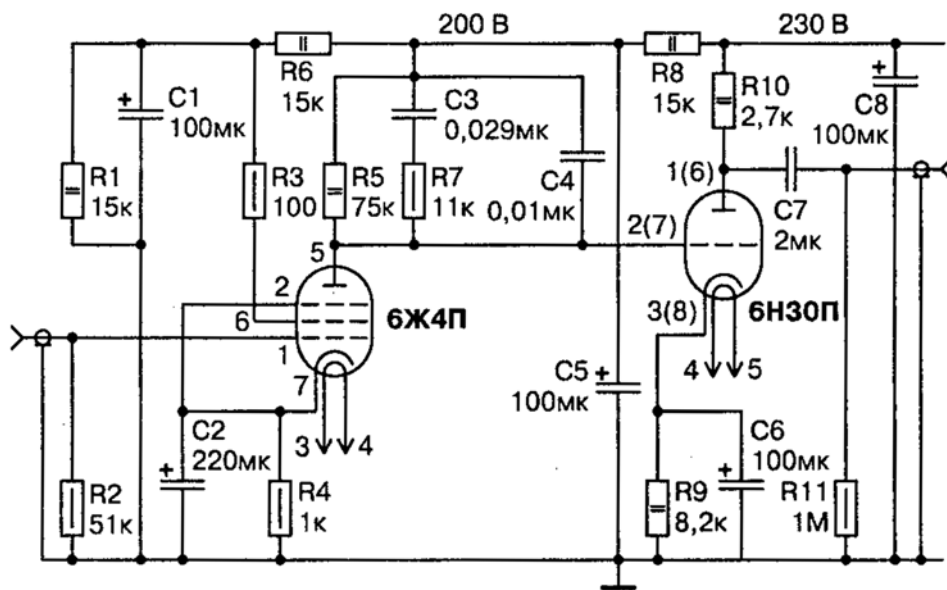 200 В
230 В
R6
15к
R8
15к
R10
2,7к
C8
100мк
C1
100мк
C3
0,029мк
R1
15к
R3
100
R5
75к
R7
11к
C4
0,01мк
1(6)
C7
2мк
2(7)
5
2
6
1
7
6Ж4П
3(8)
6Н30П
4
5
C5
100мк
3
4
C2
220мк
C6
100мк
R2
51к
R4
1к
R9
8,2к
R11
1М